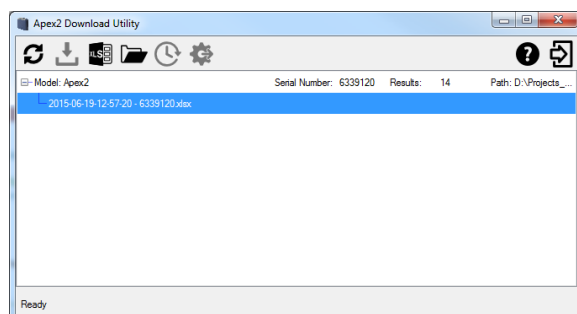 Apex2 Download Utility
XLS
Model: Apex2 Serial Number: 6339120 Results: 14 Path: D:\Projects_...
2015-06-19-12-57-20 - 6339120.xlsx
Ready